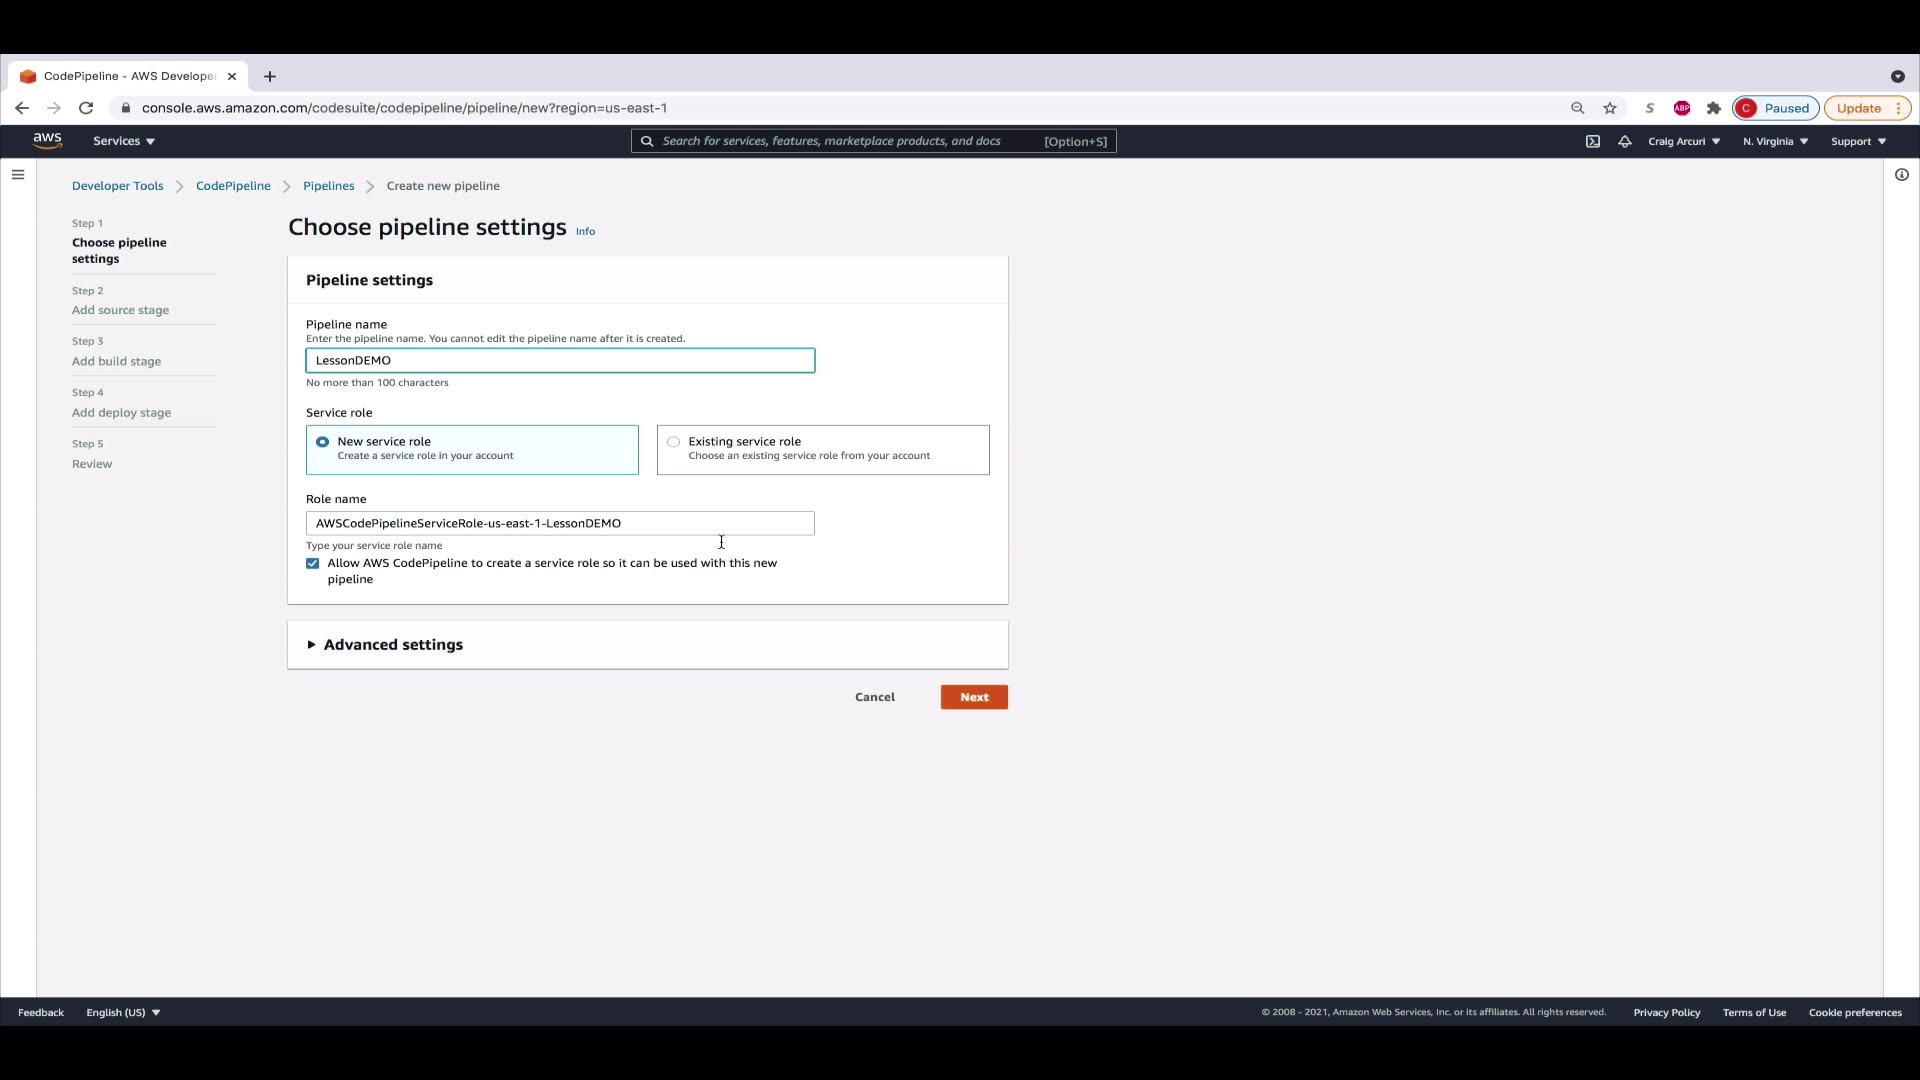 CodePipeline - AWS Develope
console.aws.amazon.com/codesuite/codepipeline/pipeline/new?region=us-east-1
S
ABP
C
Paused
Update
aws
Services
Search for services, features, marketplace products, and docs
[Option+S]
Craig Arcuri
N. Virginia
Support
Developer Tools
CodePipeline
Pipelines
Create new pipeline
Step 1
Choose pipeline
settings
Step 2
Add source stage
Step 3
Add build stage
Step 4
Add deploy stage
Step 5
Review
Choose pipeline settings
Info
Pipeline settings
Pipeline name
Enter the pipeline name. You cannot edit the pipeline name after it is created.
LessonDEMO
No more than 100 characters
Service role
New service role
Create a service role in your account
Existing service role
Choose an existing service role from your account
Role name
AWSCodePipelineServiceRole-us-east-1-LessonDEMO
Type your service role name
Allow AWS CodePipeline to create a service role so it can be used with this new
pipeline
Advanced settings
Cancel
Next
Feedback
English (US)
© 2008 - 2021, Amazon Web Services, Inc. or its affiliates. All rights reserved.
Privacy Policy
Terms of Use
Cookie preferences